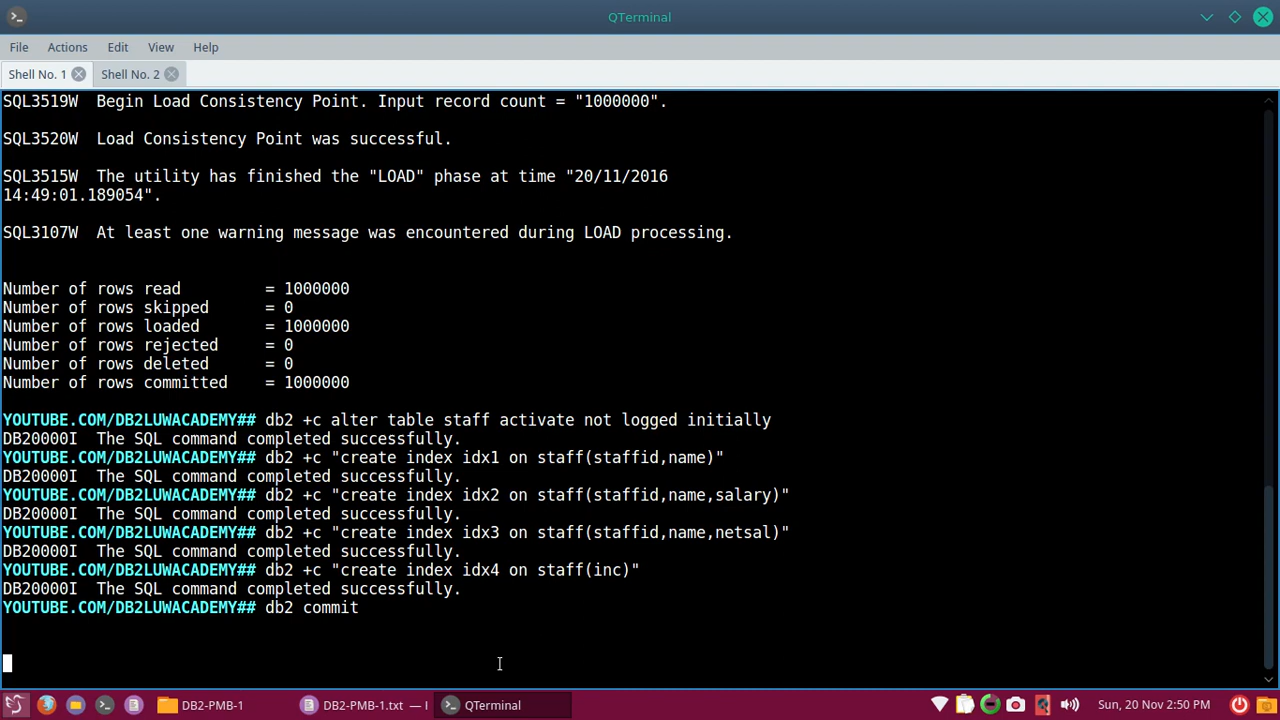 QTerminal
File Actions Edit View Help
Shell No. 1 Shell No. 2
SQL3519W  Begin Load Consistency Point. Input record count = "1000000".
SQL3520W  Load Consistency Point was successful.
SQL3515W  The utility has finished the "LOAD" phase at time "20/11/2016
14:49:01.189054".
SQL3107W  At least one warning message was encountered during LOAD processing.
Number of rows read         = 1000000
Number of rows skipped      = 0
Number of rows loaded       = 1000000
Number of rows rejected     = 0
Number of rows deleted      = 0
Number of rows committed    = 1000000
YOUTUBE.COM/DB2LUWACADEMY## db2 +c alter table staff activate not logged initially
DB20000I  The SQL command completed successfully.
YOUTUBE.COM/DB2LUWACADEMY## db2 +c "create index idx1 on staff(staffid,name)"
DB20000I  The SQL command completed successfully.
YOUTUBE.COM/DB2LUWACADEMY## db2 +c "create index idx2 on staff(staffid,name,salary)"
DB20000I  The SQL command completed successfully.
YOUTUBE.COM/DB2LUWACADEMY## db2 +c "create index idx3 on staff(staffid,name,netsal)"
DB20000I  The SQL command completed successfully.
YOUTUBE.COM/DB2LUWACADEMY## db2 +c "create index idx4 on staff(inc)"
DB20000I  The SQL command completed successfully.
YOUTUBE.COM/DB2LUWACADEMY## db2 commit
DB2-PMB-1 DB2-PMB-1.txt — QTerminal Sun, 20 Nov 2:50 PM